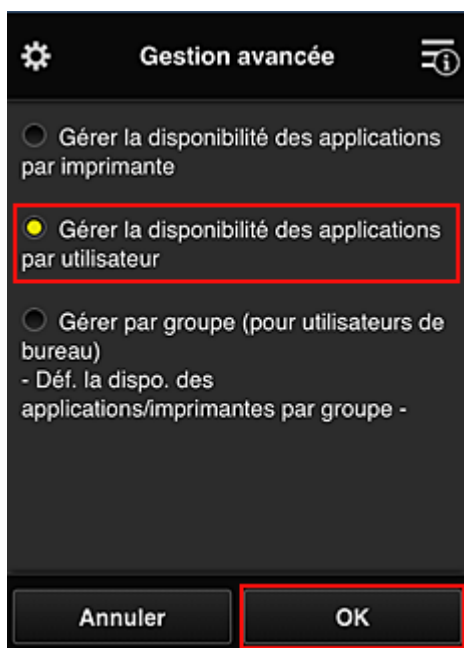 Gestion avancée
Gérer la disponibilité des applications
par imprimante
Gérer la disponibilité des applications
par utilisateur
Gérer par groupe (pour utilisateurs de
bureau)
- Déf. la dispo. des
applications/imprimantes par groupe -
Annuler
OK